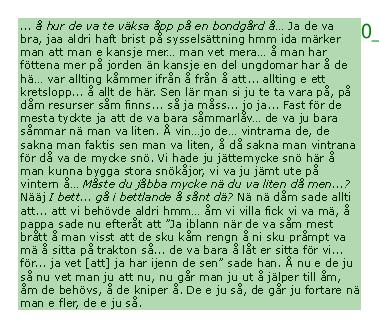 ... å hur de va te väksa åpp på en bondgård å... Ja de va
bra, jaa aldri haft brist på sysselsättning hmm ida märker
man att man e kansje mer... man vet mera... å man har
föttena mer på jorden än kansje en del ungdomar har å de
hä... var allting kåmmer ifrån å från å att... allting e ett
kretslopp... å allt de här. Sen lär man si ju te ta vara på, på
dåm resurser såm finns... så ja måss... jo ja... Fast för de
mesta tyckte ja att de va bara såmmarlåv... de va ju bara
såmmar nä man va liten. Å vin...jo de... vintrarna de, de
sakna man faktis sen man va liten, å då sakna man vintrana
för då va de mycke snö. Vi hade ju jättemycke snö här å
man kunna bygga stora snökåjor, vi va ju jämt ute på
vintern å... Måste du jåbba mycke nä du va liten då men...?
Nääj I bett... gå i bettlande å sånt dä? Nä nä dåm sade allti
att... att vi behövde aldri hmm... åm vi villa fick vi va mä, å
pappa sade nu efteråt att “Ja iblann när de va såm mest
brått å man visst att de sku kåm rengn å ni sku pråmpt va
mä å sitta på trakton så... de va bara å låt er sitta för vi...
för... ja vet [att] ja har ijenn de sen” sade han. Å nu e de ju
så nu vet man ju att nu, nu går man ju ut å jälper till åm,
åm de behövs, å de kniper å. De e ju så, de går ju fortare nä
man e fler, de e ju så.
0_